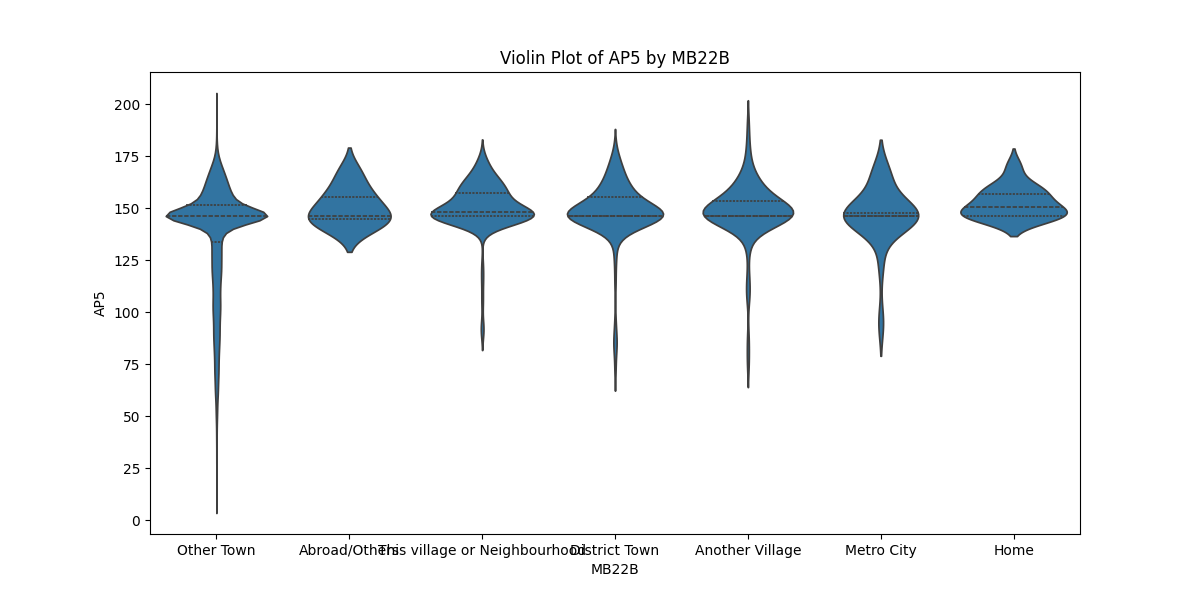 Violin Plot of AP5 by MB22B
200
175
150
125
100
75
50
25
0
AP5
Other Town
Abroad/Others
This village or Neighbourhood
District Town
Another Village
Metro City
Home
MB22B